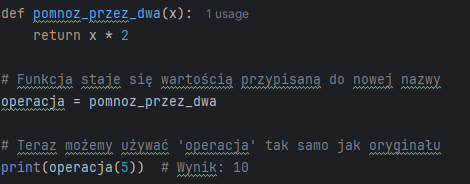 def pomnoz_przez_dwa(x): 1 usage
    return x * 2
# Funkcja staje się wartością przypisaną do nowej nazwy
operacja = pomnoz_przez_dwa
# Teraz możemy używać 'operacja' tak samo jak oryginału
print(operacja(5))  # Wynik: 10